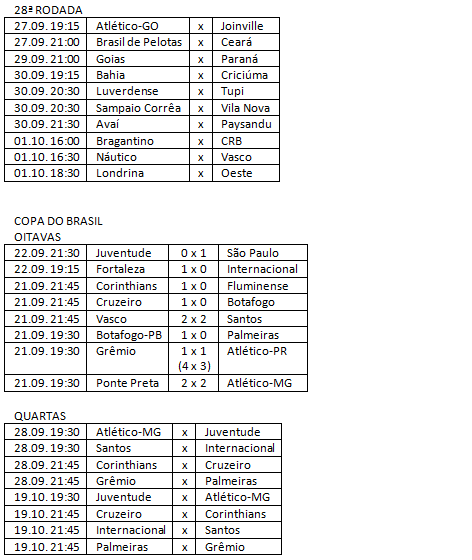 28ª RODADA
27.09. 19:15 Atlético-GO x Joinville
27.09. 21:00 Brasil de Pelotas x Ceará
29.09. 21:00 Goias x Paraná
30.09. 19:15 Bahia x Criciúma
30.09. 20:30 Luverdense x Tupi
30.09. 20:30 Sampaio Corrêa x Vila Nova
30.09. 21:30 Avaí x Paysandu
01.10. 16:00 Bragantino x CRB
01.10. 16:30 Náutico x Vasco
01.10. 18:30 Londrina x Oeste
COPA DO BRASIL
OITAVAS
22.09. 21:30 Juventude 0 x 1 São Paulo
22.09. 19:15 Fortaleza 1 x 0 Internacional
21.09. 21:45 Corinthians 1 x 0 Fluminense
21.09. 21:45 Cruzeiro 1 x 0 Botafogo
21.09. 21:45 Vasco 2 x 2 Santos
21.09. 19:30 Botafogo-PB 1 x 0 Palmeiras
21.09. 19:30 Grêmio 1 x 1 Atlético-PR
(4 x 3)
21.09. 19:30 Ponte Preta 2 x 2 Atlético-MG
QUARTAS
28.09. 19:30 Atlético-MG x Juventude
28.09. 19:30 Santos x Internacional
28.09. 21:45 Corinthians x Cruzeiro
28.09. 21:45 Grêmio x Palmeiras
19.10. 19:30 Juventude x Atlético-MG
19.10. 21:45 Cruzeiro x Corinthians
19.10. 21:45 Internacional x Santos
19.10. 21:45 Palmeiras x Grêmio